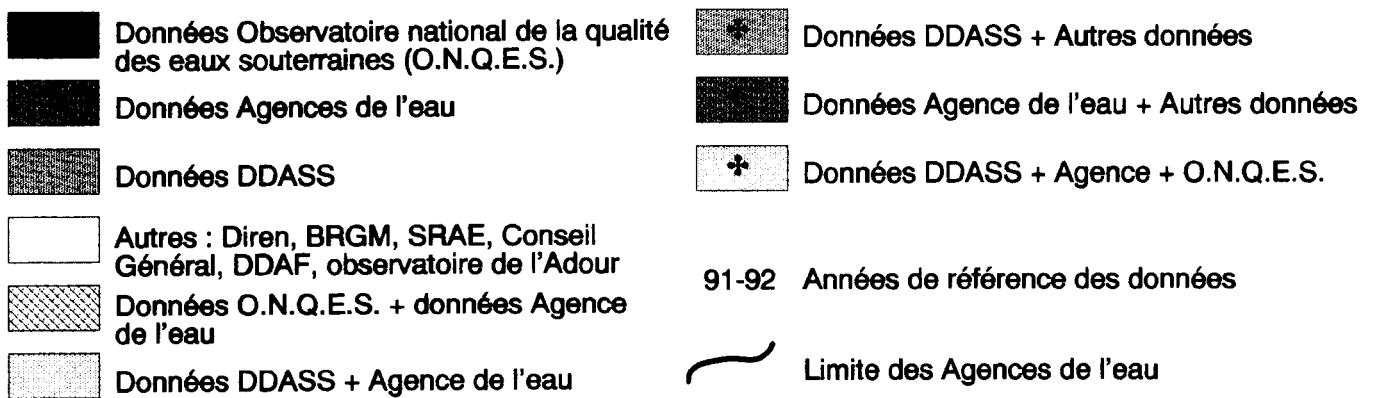 Données Observatoire national de la qualité
des eaux souterraines (O.N.Q.E.S.)
Données Agences de l'eau
Données DDASS
Autres : Diren, BRGM, SRAE, Conseil
Général, DDAF, observatoire de l'Adour
Données O.N.Q.E.S. + données Agence
de l'eau
Données DDASS + Agence de l'eau
Données DDASS + Autres données
Données Agence de l'eau + Autres données
Données DDASS + Agence + O.N.Q.E.S.
91-92 Années de référence des données
Limite des Agences de l'eau